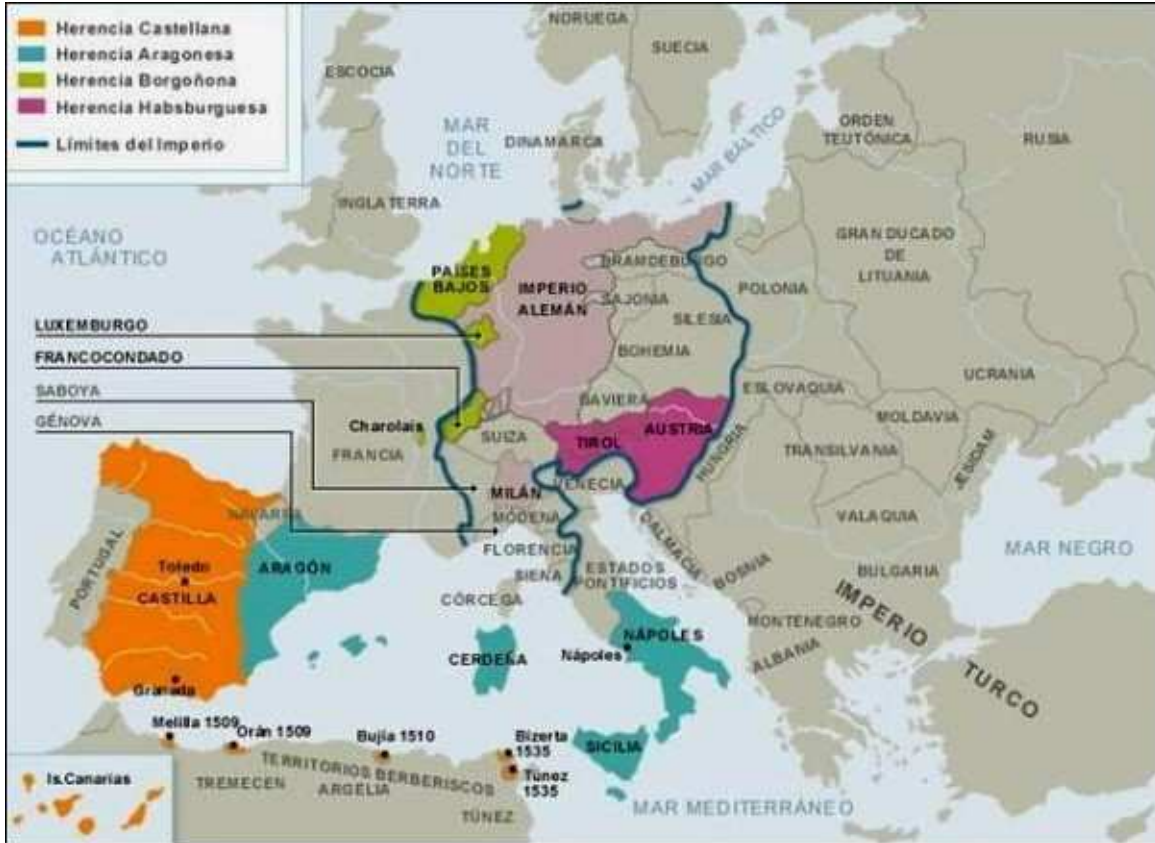 Herencia Castellana
Herencia Aragonesa
Herencia Borgoñona
Herencia Habsburguesa
Límites del Imperio
NORUEGA
SUECIA
ESCOCIA
MAR
DEL
NORTE
DINAMARCA
MAR BÁLTICO
ORDEN
TEUTÓNICA
RUSIA
INGLATERRA
OCÉANO
ATLÁNTICO
PAÍSES
BAJOS
IMPERIO
ALEMÁN
BRAMDEBURGO
SAJONIA
SILESIA
POLONIA
GRAN DUCADO
DE
LITUANIA
LUXEMBURGO
FRANCOCONDADO
SABOYA
GÉNOVA
BOHEMIA
ESLOVAQUIA
UCRANIA
BAVIERA
MOLDAVIA
Charolais
FRANCIA
SUIZA
TIROL
AUSTRIA
HUNGRIA
TRANSILVANIA
JESIDAM
MILÁN
VENECIA
MÓDENA
VALAQUIA
NAVARRA
FLORENCIA
DALMACIA
MAR NEGRO
PORTUGAL
Toledo
CASTILLA
ARAGÓN
SIENA
ESTADOS
PONTIFICIOS
BOSNIA
BULGARIA
CÓRCEGA
MONTENEGRO
IMPERIO
TURCO
CERDEÑA
NÁPOLES
Nápoles
ALBANIA
Granada
Melilla 1509
Orán 1509
Bujía 1510
Bizerta
1535
SICILIA
Túnez
1535
Is.Canarias
TREMECEN
TERRITORIOS BERBERISCOS
ARGELIA
TÚNEZ
MAR MEDITERRÁNEO